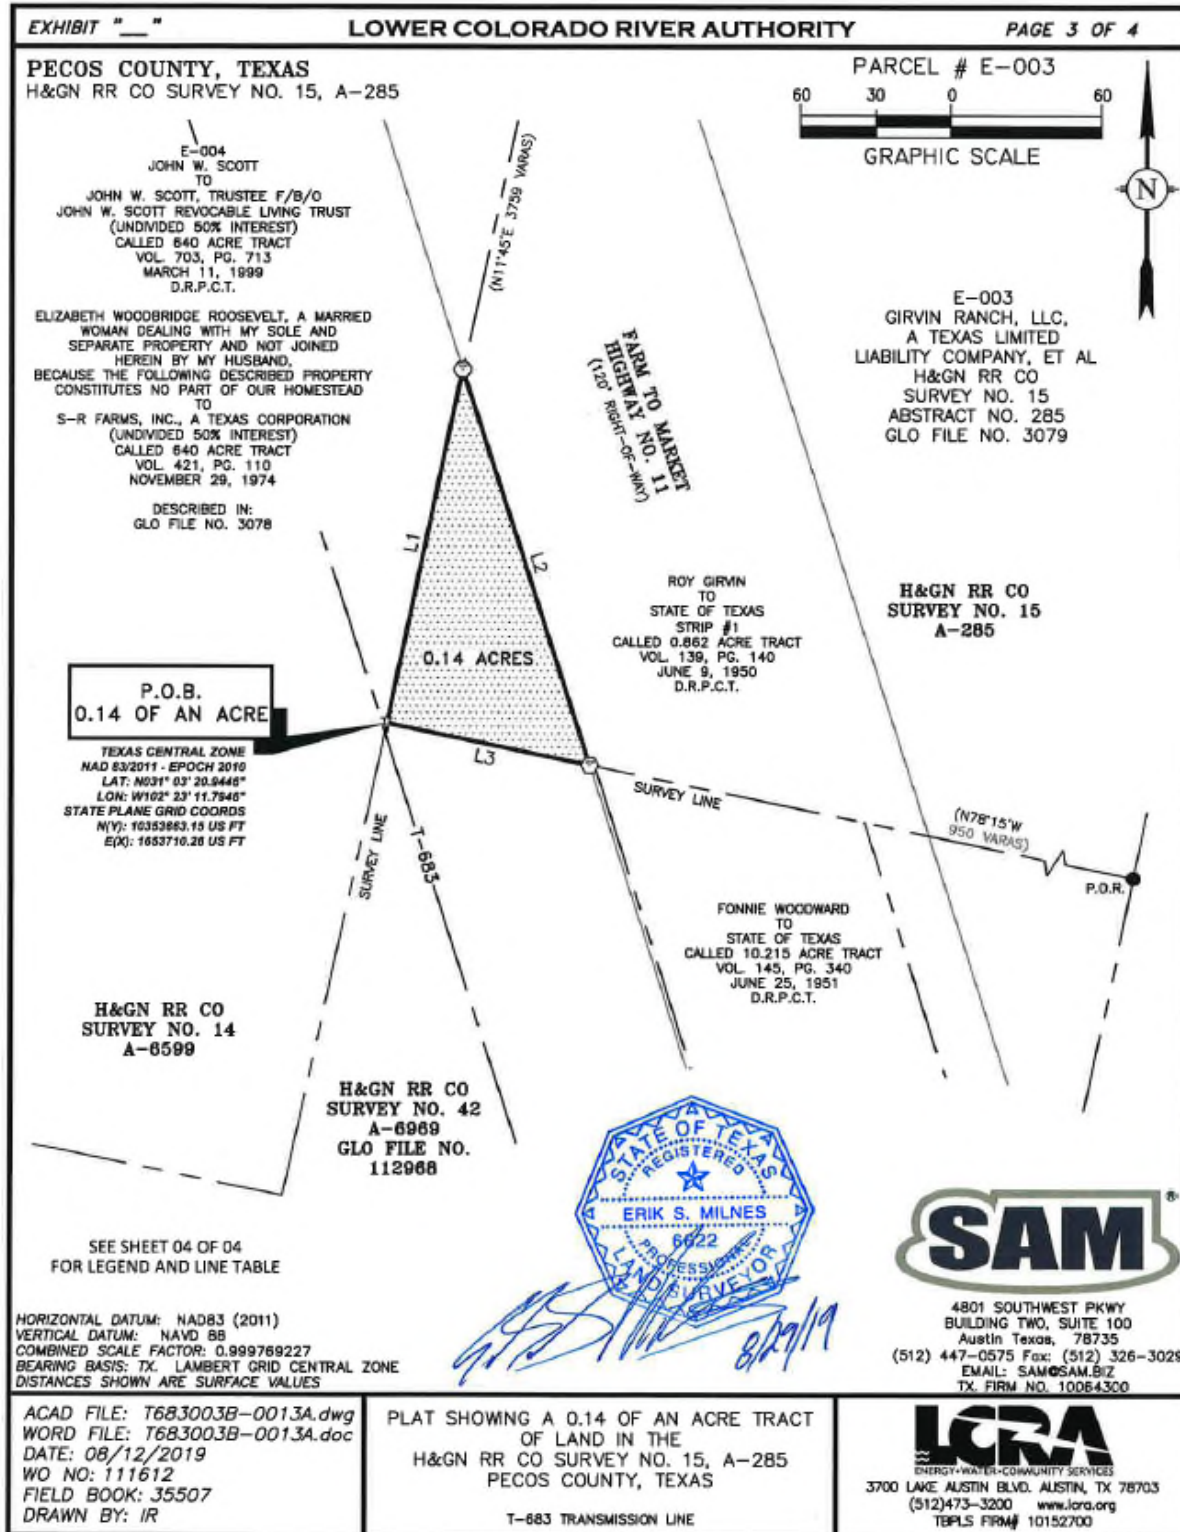 EXHIBIT "__"
LOWER COLORADO RIVER AUTHORITY
PAGE 3 OF 4
PECOS COUNTY, TEXAS
H&GN RR CO SURVEY NO. 15, A-285
PARCEL # E-003
60 30 0 60
GRAPHIC SCALE
N
E-004
JOHN W. SCOTT
TO
JOHN W. SCOTT, TRUSTEE F/B/O
JOHN W. SCOTT REVOCABLE LIVING TRUST
(UNDIVIDED 50% INTEREST)
CALLED 640 ACRE TRACT
VOL. 703, PG. 713
MARCH 11, 1999
D.R.P.C.T.
ELIZABETH WOODBRIDGE ROOSEVELT, A MARRIED
WOMAN DEALING WITH MY SOLE AND
SEPARATE PROPERTY AND NOT JOINED
HEREIN BY MY HUSBAND,
BECAUSE THE FOLLOWING DESCRIBED PROPERTY
CONSTITUTES NO PART OF OUR HOMESTEAD
TO
S-R FARMS, INC., A TEXAS CORPORATION
(UNDIVIDED 50% INTEREST)
CALLED 640 ACRE TRACT
VOL. 421, PG. 110
NOVEMBER 29, 1974
DESCRIBED IN:
GLO FILE NO. 3078
(N11°45'E 3759 VARAS)
FARM TO MARKET
HIGHWAY NO. 11
(120' RIGHT-OF-WAY)
E-003
GIRVIN RANCH, LLC,
A TEXAS LIMITED
LIABILITY COMPANY, ET AL
H&GN RR CO
SURVEY NO. 15
ABSTRACT NO. 285
GLO FILE NO. 3079
L1
L2
ROY GIRVIN
TO
STATE OF TEXAS
STRIP #1
CALLED 0.862 ACRE TRACT
VOL. 139, PG. 140
JUNE 9, 1950
D.R.P.C.T.
H&GN RR CO
SURVEY NO. 15
A-285
0.14 ACRES
P.O.B.
0.14 OF AN ACRE
TEXAS CENTRAL ZONE
NAD 83/2011 - EPOCH 2010
LAT: N031° 03' 20.9446"
LON: W102° 23' 11.7946"
STATE PLANE GRID COORDS
N(Y): 10353663.15 US FT
E(X): 1653710.26 US FT
L3
SURVEY LINE
(N78°15'W
950 VARAS)
P.O.R.
SURVEY LINE
T-683
FONNIE WOODWARD
TO
STATE OF TEXAS
CALLED 10.215 ACRE TRACT
VOL. 145, PG. 340
JUNE 25, 1951
D.R.P.C.T.
H&GN RR CO
SURVEY NO. 14
A-6599
H&GN RR CO
SURVEY NO. 42
A-6969
GLO FILE NO.
112968
STATE OF TEXAS
REGISTERED
ERIK S. MILNES
6622
PROFESSIONAL
LAND SURVEYOR
8/29/19
SEE SHEET 04 OF 04
FOR LEGEND AND LINE TABLE
SAM®
4801 SOUTHWEST PKWY
BUILDING TWO, SUITE 100
Austin Texas, 78735
(512) 447-0575 Fax: (512) 326-3029
EMAIL: SAM@SAM.BIZ
TX. FIRM NO. 10064300
HORIZONTAL DATUM: NAD83 (2011)
VERTICAL DATUM: NAVD 88
COMBINED SCALE FACTOR: 0.999769227
BEARING BASIS: TX. LAMBERT GRID CENTRAL ZONE
DISTANCES SHOWN ARE SURFACE VALUES
ACAD FILE: T683003B-0013A.dwg
WORD FILE: T683003B-0013A.doc
DATE: 08/12/2019
WO NO: 111612
FIELD BOOK: 35507
DRAWN BY: IR
PLAT SHOWING A 0.14 OF AN ACRE TRACT
OF LAND IN THE
H&GN RR CO SURVEY NO. 15, A-285
PECOS COUNTY, TEXAS
T-683 TRANSMISSION LINE
LCRA
ENERGY•WATER•COMMUNITY SERVICES
3700 LAKE AUSTIN BLVD. AUSTIN, TX 78703
(512)473-3200 www.lcra.org
TBPLS FIRM# 10152700